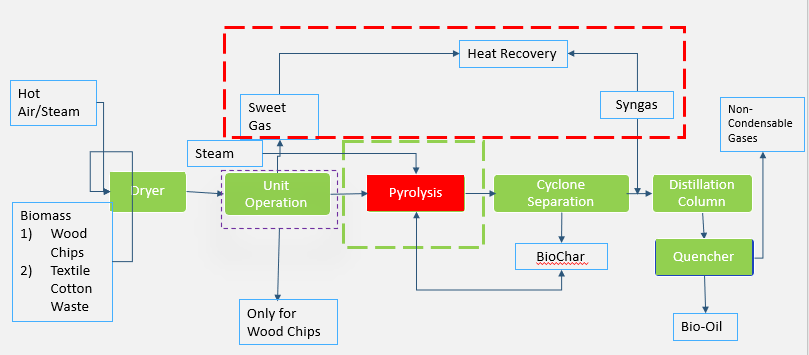 Heat Recovery
Hot
Air/Steam
Sweet
Gas
Syngas
Non-
Condensable
Gases
Steam
Dryer
Unit
Operation
Pyrolysis
Cyclone
Separation
Distillation
Column
Biomass
1) Wood
Chips
2) Textile
Cotton
Waste
BioChar
Quencher
Only for
Wood Chips
Bio-Oil